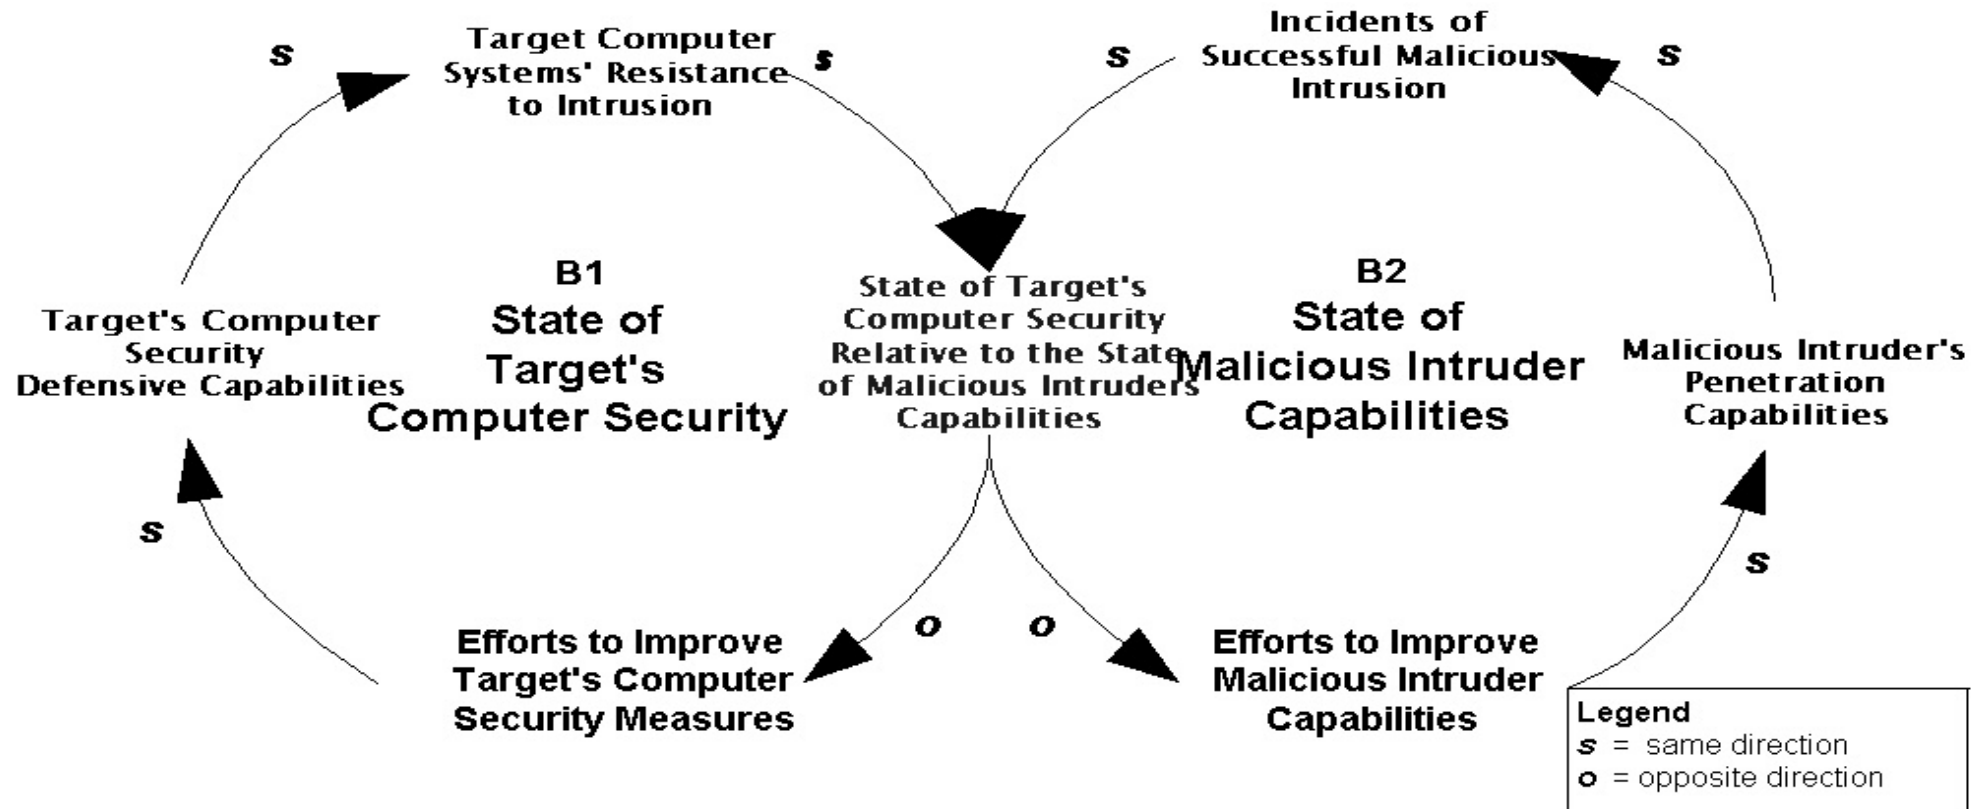 s
Target Computer
Systems' Resistance
to Intrusion
s
s
Incidents of
Successful Malicious
Intrusion
s
B1
State of
Target's
Computer Security
State of Target's
Computer Security
Relative to the State
of Malicious Intruders
Capabilities
B2
State of
Malicious Intruder
Capabilities
Target's Computer
Security
Defensive Capabilities
Malicious Intruder's
Penetration
Capabilities
s
s
o
o
Efforts to Improve
Target's Computer
Security Measures
Efforts to Improve
Malicious Intruder
Capabilities
Legend
s = same direction
o = opposite direction